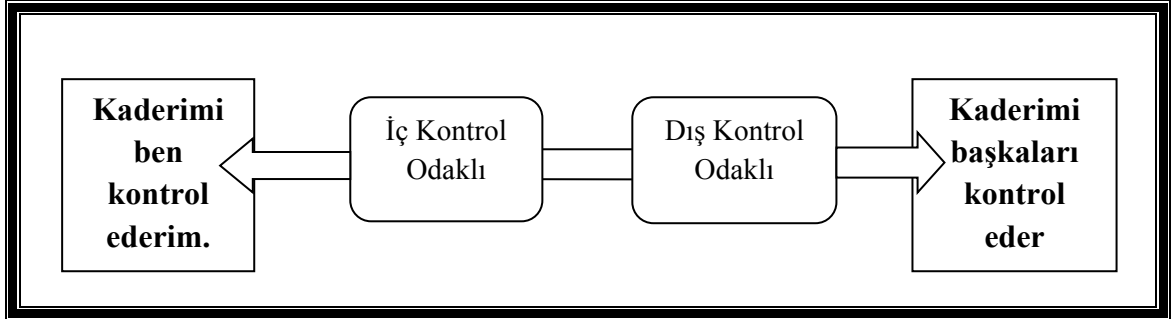 Kaderimi
ben
kontrol
ederim.
İç Kontrol
Odaklı
Dış Kontrol
Odaklı
Kaderimi
başkaları
kontrol
eder